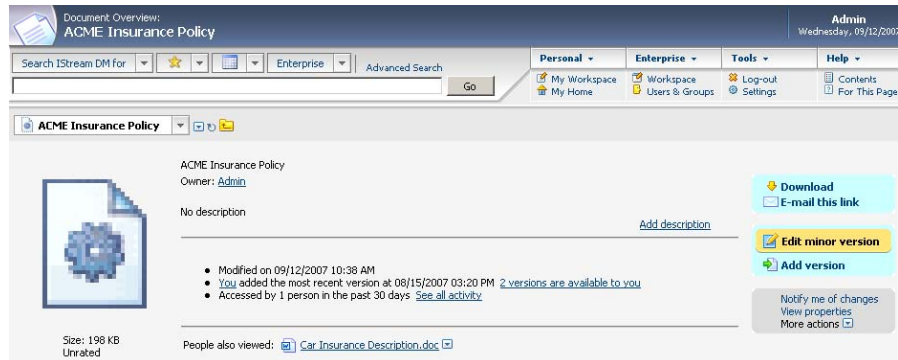 Document Overview:
ACME Insurance Policy
Admin
Wednesday, 09/12/2007
Search IStream DM for
Enterprise
Advanced Search
Go
Personal
Enterprise
Tools
Help
My Workspace
My Home
Workspace
Users & Groups
Log-out
Settings
Contents
For This Page
ACME Insurance Policy
ACME Insurance Policy
Owner: Admin
No description
Add description
Modified on 09/12/2007 10:38 AM
You added the most recent version at 08/15/2007 03:20 PM 2 versions are available to you
Accessed by 1 person in the past 30 days See all activity
Size: 198 KB
Unrated
People also viewed: Car Insurance Description.doc
Download
E-mail this link
Edit minor version
Add version
Notify me of changes
View properties
More actions